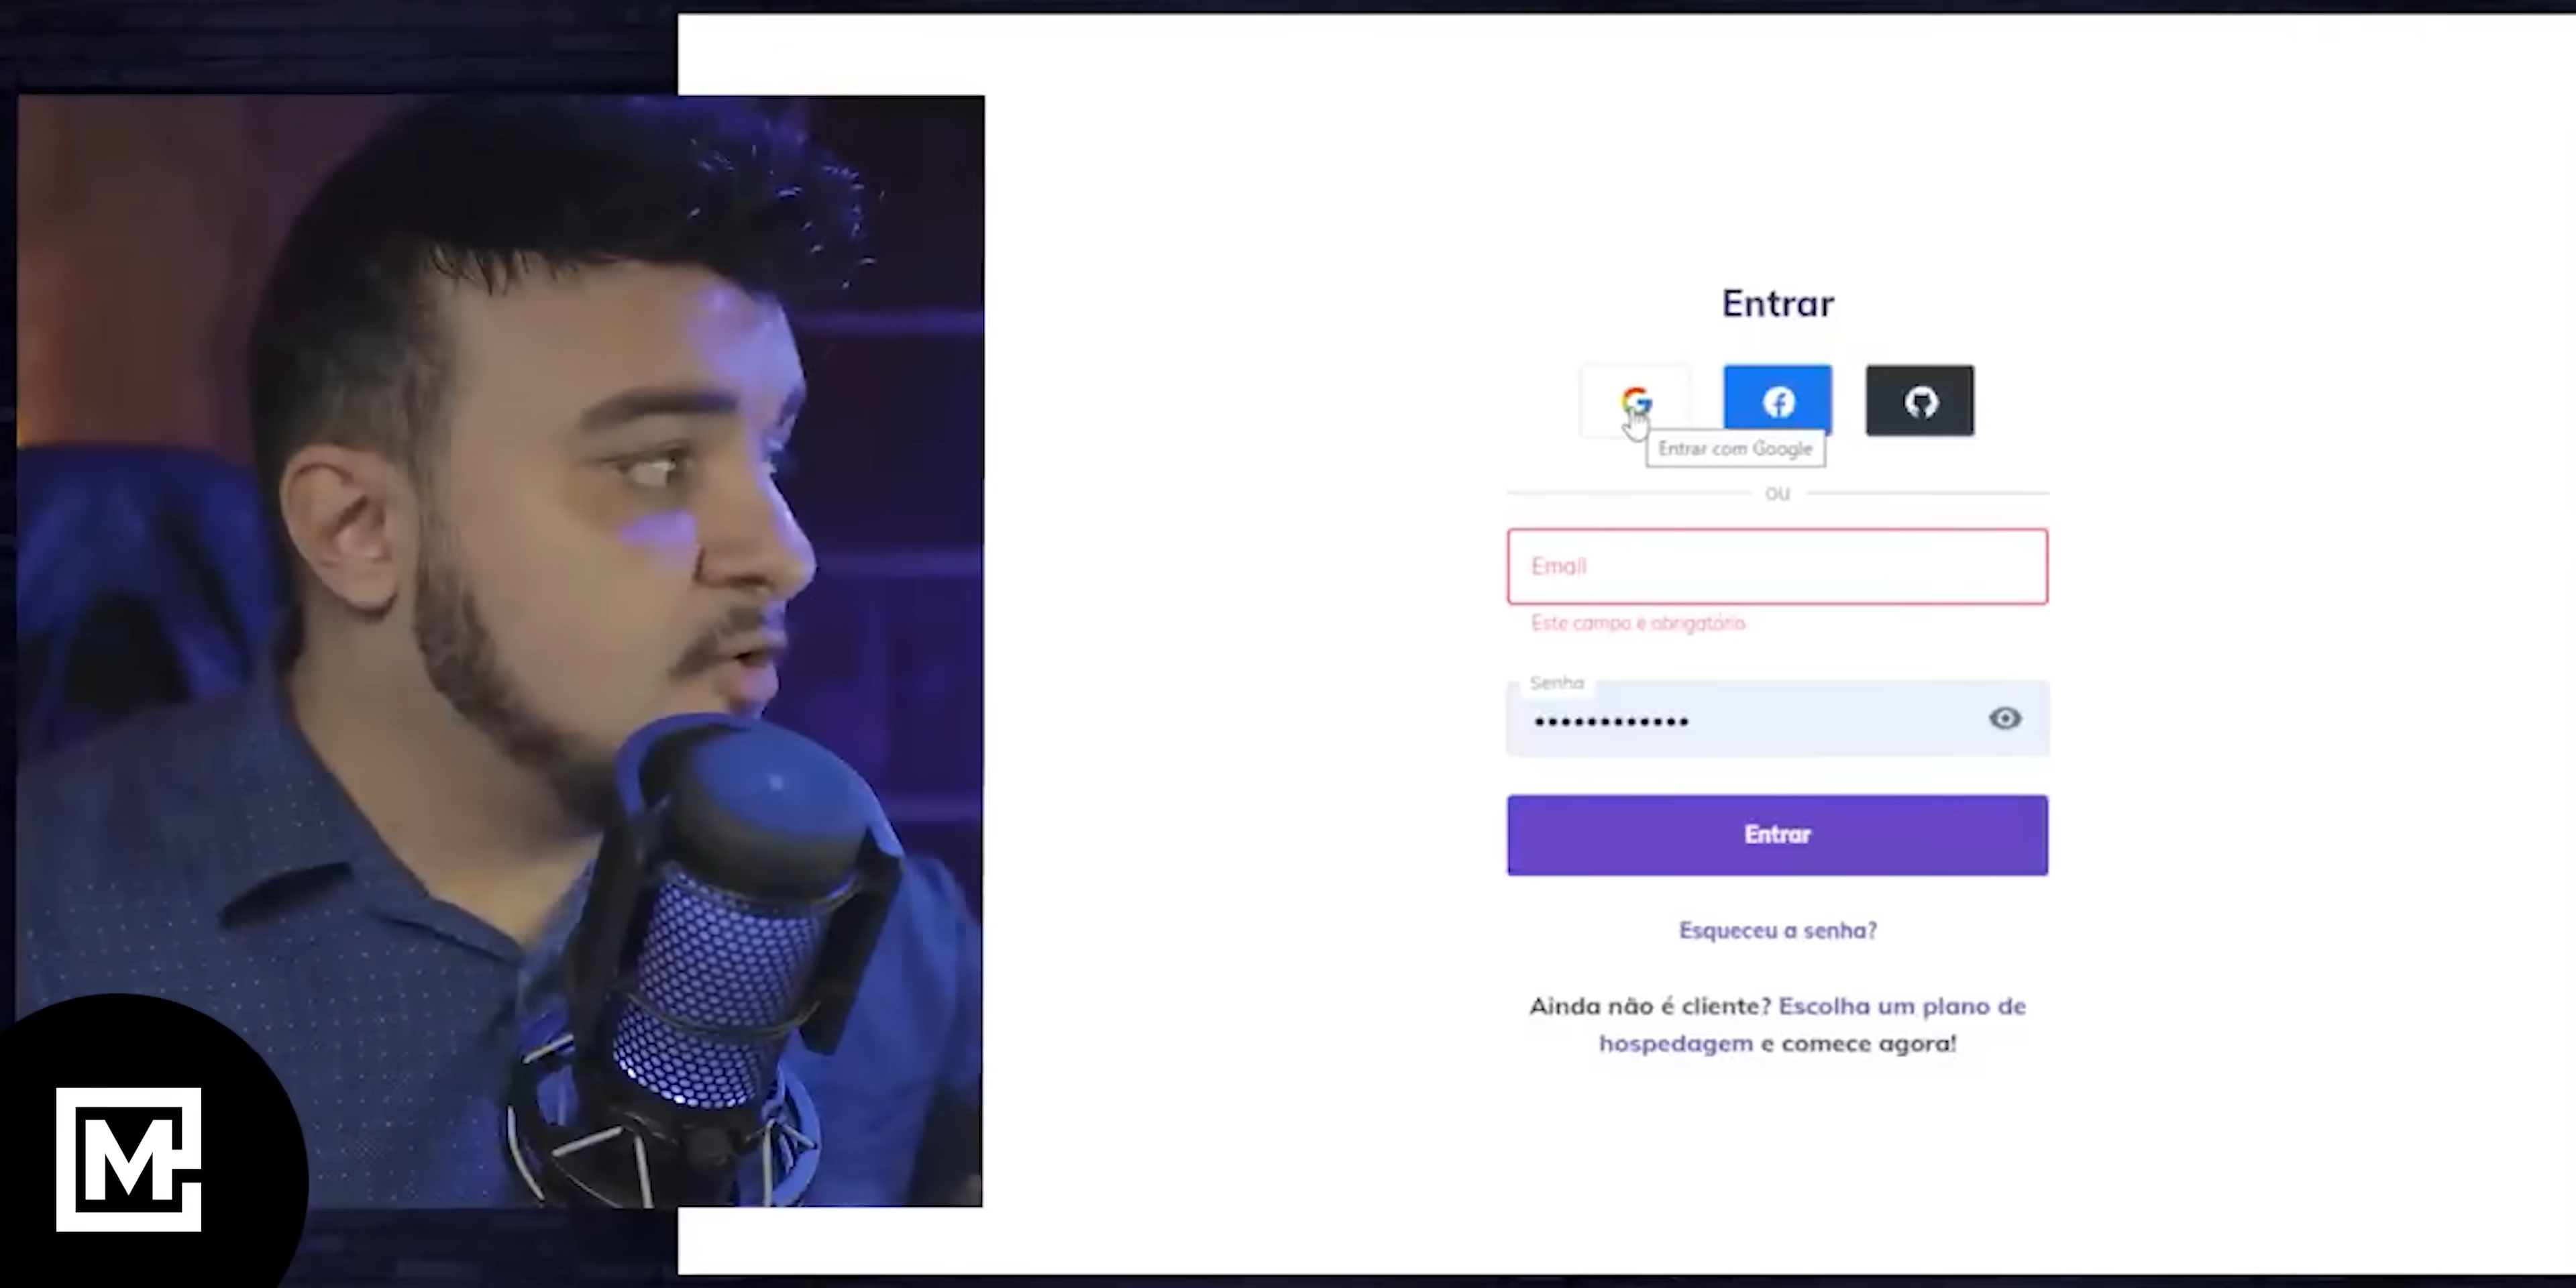 Entrar
Entrar com Google
ou
Email
Este campo é obrigatório
Senha
Entrar
Esqueceu a senha?
Ainda não é cliente? Escolha um plano de
hospedagem e comece agora!
M